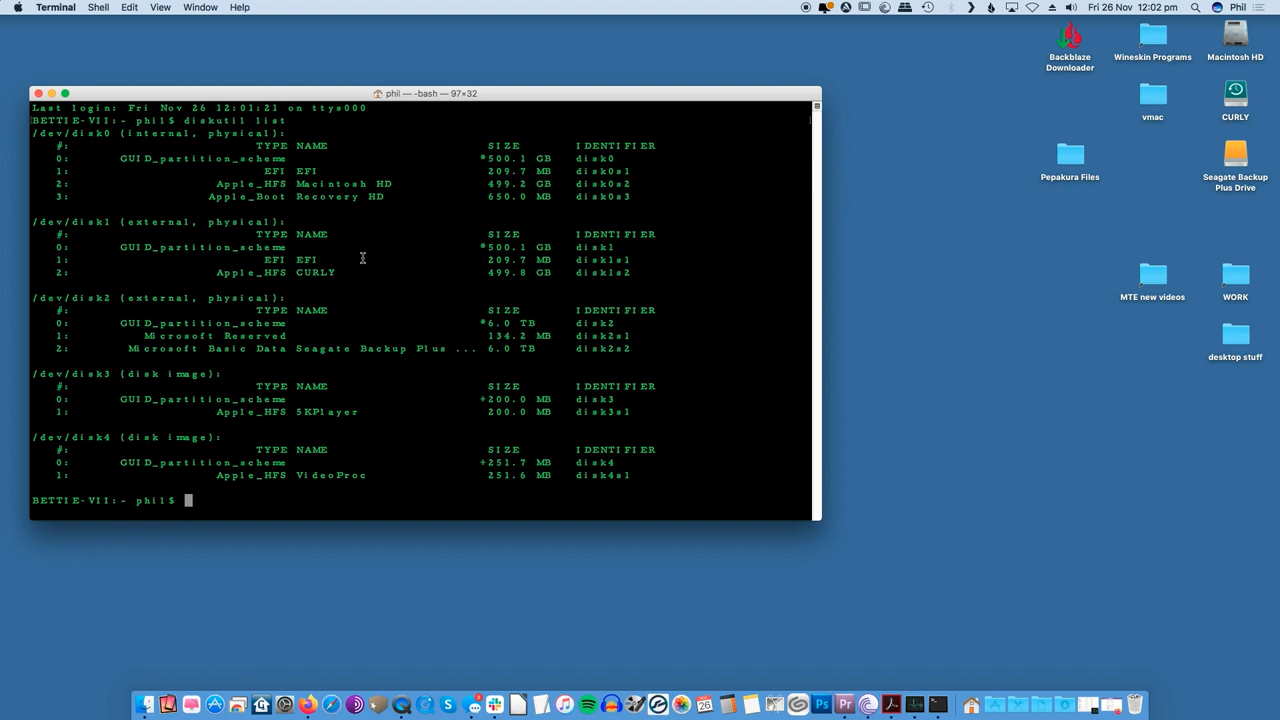 Terminal Shell Edit View Window Help
Fri 26 Nov 12:02 pm Phil
phil — -bash — 97×32
Last login: Fri Nov 26 12:01:21 on ttys000
BETTIE-VII:~ phil$ diskutil list
/dev/disk0 (internal, physical):
#: TYPE NAME SIZE IDENTIFIER
0: GUID_partition_scheme *500.1 GB disk0
1: EFI EFI 209.7 MB disk0s1
2: Apple_HFS Macintosh HD 499.2 GB disk0s2
3: Apple_Boot Recovery HD 650.0 MB disk0s3
/dev/disk1 (external, physical):
#: TYPE NAME SIZE IDENTIFIER
0: GUID_partition_scheme *500.1 GB disk1
1: EFI EFI 209.7 MB disk1s1
2: Apple_HFS CURLY 499.8 GB disk1s2
/dev/disk2 (external, physical):
#: TYPE NAME SIZE IDENTIFIER
0: GUID_partition_scheme *6.0 TB disk2
1: Microsoft Reserved 134.2 MB disk2s1
2: Microsoft Basic Data Seagate Backup Plus ... 6.0 TB disk2s2
/dev/disk3 (disk image):
#: TYPE NAME SIZE IDENTIFIER
0: GUID_partition_scheme +200.0 MB disk3
1: Apple_HFS 5KPlayer 200.0 MB disk3s1
/dev/disk4 (disk image):
#: TYPE NAME SIZE IDENTIFIER
0: GUID_partition_scheme +251.7 MB disk4
1: Apple_HFS VideoProc 251.6 MB disk4s1
BETTIE-VII:~ phil$
Backblaze
Downloader
Wineskin Programs
Macintosh HD
vmac
CURLY
Pepakura Files
Seagate Backup
Plus Drive
MTE new videos
WORK
desktop stuff
26
Ps
Pr